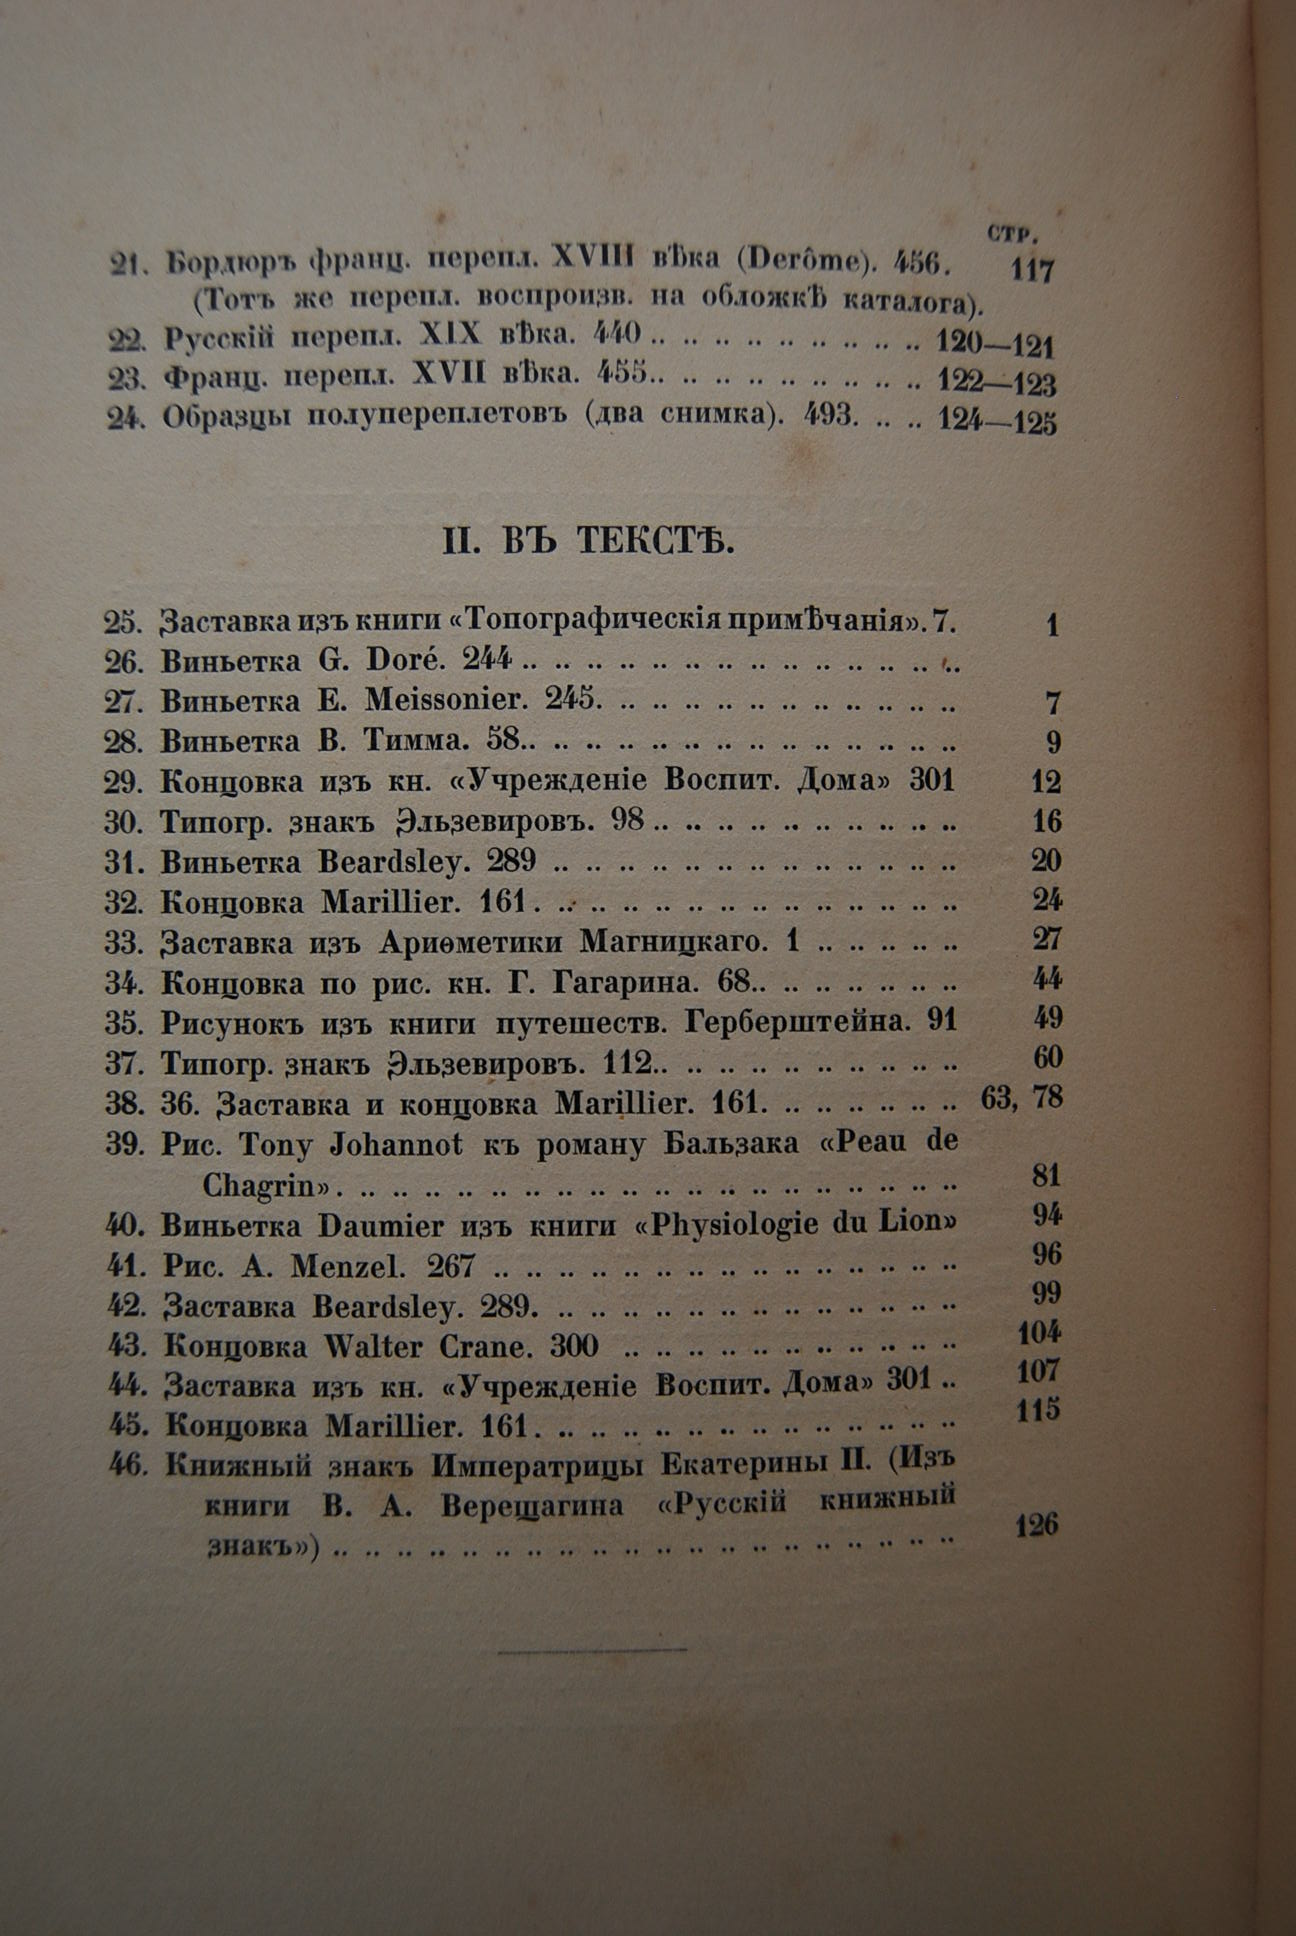 стр.
21. Бордюръ франц. перепл. XVIII вѣка (Derôme). 456. 117
(Тотъ же перепл. воспроизв. на обложкѣ каталога).
22. Русскій перепл. XIX вѣка. 440 .. .. .. .. .. .. .. .. .. 120—121
23. Франц. перепл. XVII вѣка. 455.. .. .. .. .. .. .. .. .. 122—123
24. Образцы полупереплетовъ (два снимка). 493. .. .. 124—125
II. ВЪ ТЕКСТѢ.
25. Заставка изъ книги «Топографическія примѣчанія». 7. 1
26. Виньетка G. Doré. 244 .. .. .. .. .. .. .. .. .. .. .. .. .. ..
27. Виньетка E. Meissonier. 245. .. .. .. .. .. .. .. .. .. .. .. 7
28. Виньетка В. Тимма. 58.. .. .. .. .. .. .. .. .. .. .. .. .. .. 9
29. Концовка изъ кн. «Учрежденіе Воспит. Дома» 301 12
30. Типогр. знакъ Эльзевировъ. 98 .. .. .. .. .. .. .. .. .. .. 16
31. Виньетка Beardsley. 289 .. .. .. .. .. .. .. .. .. .. .. .. .. 20
32. Концовка Marillier. 161. .. .. .. .. .. .. .. .. .. .. .. .. .. 24
33. Заставка изъ Ариѳметики Магницкаго. 1 .. .. .. .. .. 27
34. Концовка по рис. кн. Г. Гагарина. 68.. .. .. .. .. .. .. 44
35. Рисунокъ изъ книги путешеств. Герберштейна. 91 49
37. Типогр. знакъ Эльзевировъ. 112.. .. .. .. .. .. .. .. .. .. 60
38. 36. Заставка и концовка Marillier. 161. .. .. .. .. .. .. 63, 78
39. Рис. Tony Johannot къ роману Бальзака «Peau de
Chagrin». .. .. .. .. .. .. .. .. .. .. .. .. .. .. .. .. .. .. .. 81
40. Виньетка Daumier изъ книги «Physiologie du Lion» 94
41. Рис. A. Menzel. 267 .. .. .. .. .. .. .. .. .. .. .. .. .. .. .. 96
42. Заставка Beardsley. 289. .. .. .. .. .. .. .. .. .. .. .. .. .. 99
43. Концовка Walter Crane. 300 .. .. .. .. .. .. .. .. .. .. .. 104
44. Заставка изъ кн. «Учрежденіе Воспит. Дома» 301 .. 107
45. Концовка Marillier. 161. .. .. .. .. .. .. .. .. .. .. .. .. .. 115
46. Книжный знакъ Императрицы Екатерины II. (Изъ
книги В. А. Верещагина «Русскій книжный
знакъ») .. .. .. .. .. .. .. .. .. .. .. .. .. .. .. .. .. .. .. .. 126